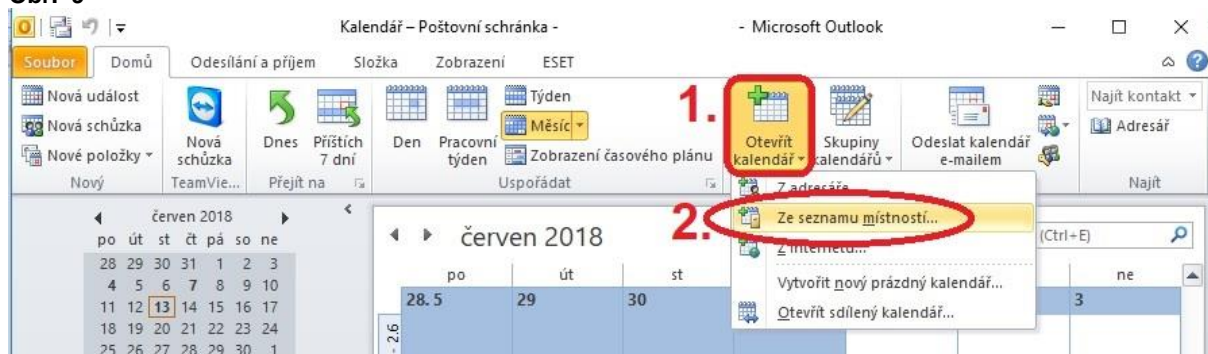 Kalendář – Poštovní schránka -  - Microsoft Outlook
Soubor Domů Odesílání a příjem Složka Zobrazení ESET
Nová událost
Nová schůzka
Nové položky
Nový
Nová schůzka
TeamVie...
Dnes
Příštích 7 dní
Přejít na
Den
Pracovní týden
Týden
Měsíc
Zobrazení časového plánu
Uspořádat
1.
Otevřít kalendář
Skupiny kalendářů
Odeslat kalendář e-mailem
Najít kontakt
Adresář
Najít
Z adresáře...
2.
Ze seznamu místností...
Z internetu...
Vytvořit nový prázdný kalendář...
Otevřít sdílený kalendář...
červen 2018
po út st čt pá so ne
28 29 30 31 1 2 3
4 5 6 7 8 9 10
11 12 13 14 15 16 17
18 19 20 21 22 23 24
25 26 27 28 29 30 1
červen 2018
(Ctrl+E)
po út st ne
28. 5 29 30 3
- 2.6